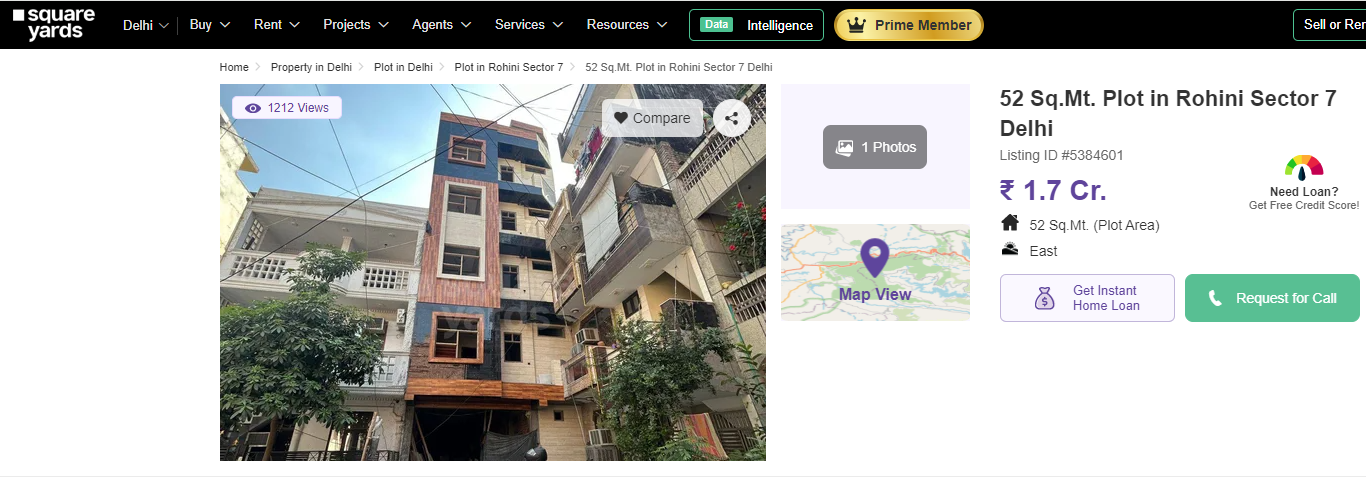 square
yards
Delhi
Buy
Rent
Projects
Agents
Services
Resources
Data
Intelligence
Prime Member
Sell or Rer
Home
Property in Delhi
Plot in Delhi
Plot in Rohini Sector 7
52 Sq.Mt. Plot in Rohini Sector 7 Delhi
1212 Views
Compare
1 Photos
Map View
52 Sq.Mt. Plot in Rohini Sector 7
Delhi
Listing ID #5384601
₹ 1.7 Cr.
52 Sq.Mt. (Plot Area)
East
Need Loan?
Get Free Credit Score!
Get Instant
Home Loan
Request for Call